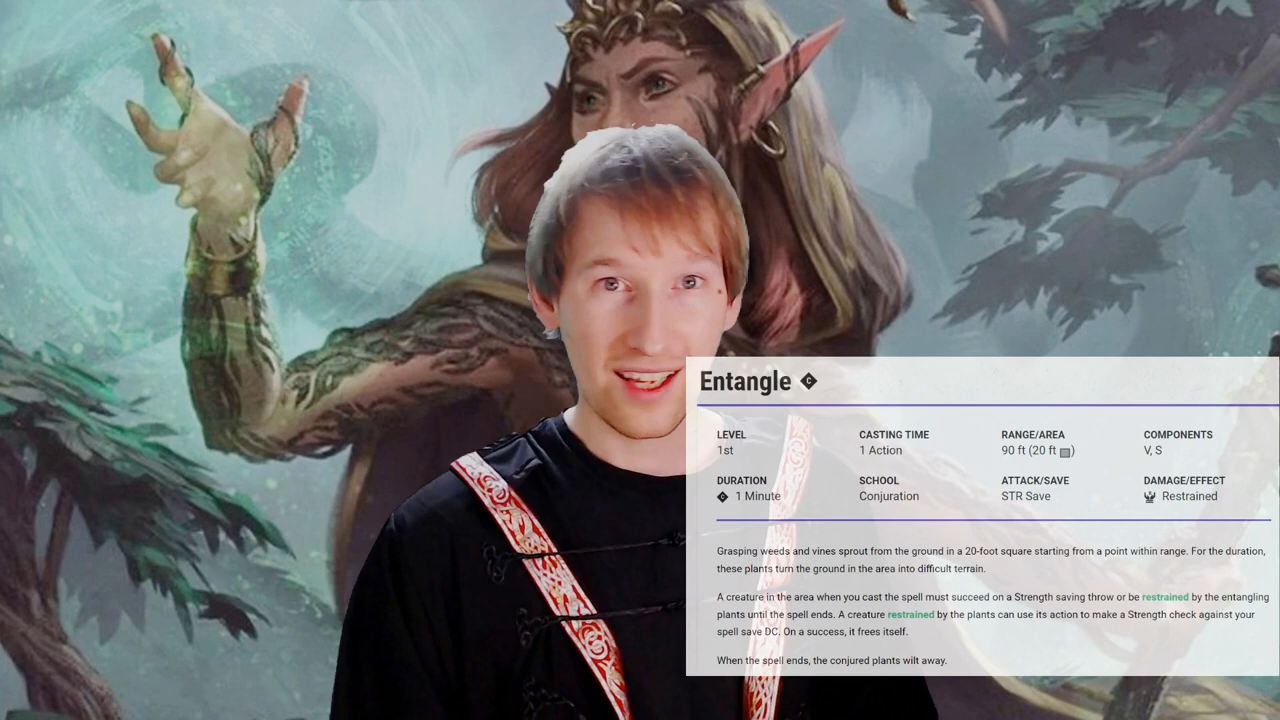 Entangle
LEVEL CASTING TIME RANGE/AREA COMPONENTS
1st 1 Action 90 ft (20 ft ) V, S
DURATION SCHOOL ATTACK/SAVE DAMAGE/EFFECT
1 Minute Conjuration STR Save Restrained
Grasping weeds and vines sprout from the ground in a 20-foot square starting from a point within range. For the duration,
these plants turn the ground in the area into difficult terrain.
A creature in the area when you cast the spell must succeed on a Strength saving throw or be restrained by the entangling
plants until the spell ends. A creature restrained by the plants can use its action to make a Strength check against your
spell save DC. On a success, it frees itself.
When the spell ends, the conjured plants wilt away.